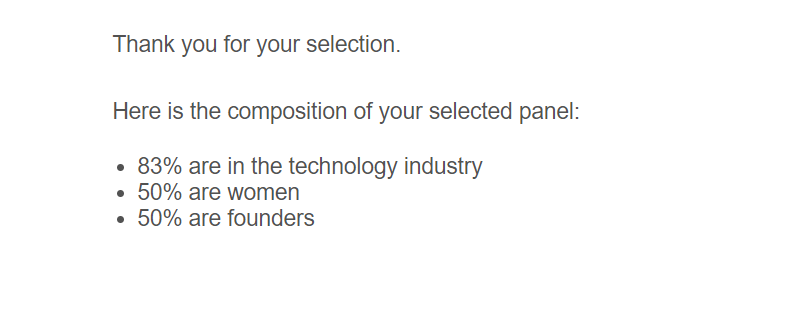 Thank you for your selection.
Here is the composition of your selected panel:
• 83% are in the technology industry
• 50% are women
• 50% are founders